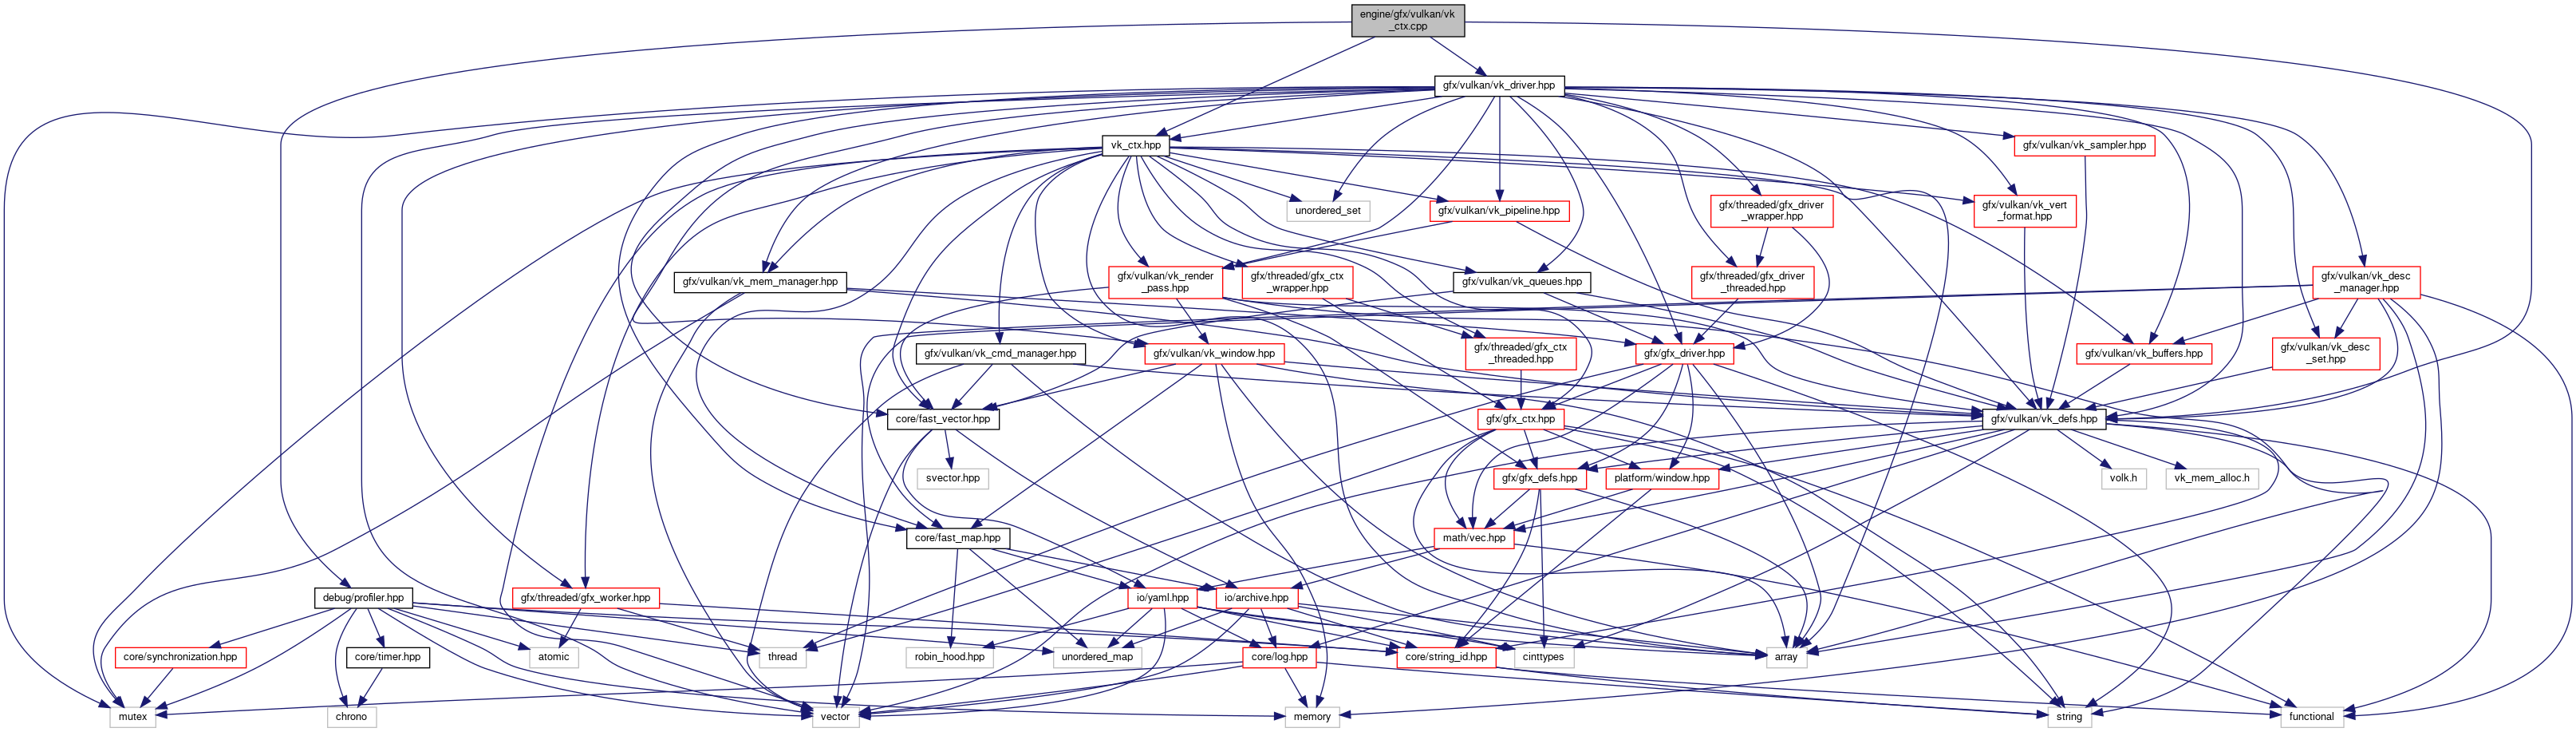 engine/gfx/vulkan/vk
_ctx.cpp
gfx/vulkan/vk_driver.hpp
vk_ctx.hpp
gfx/vulkan/vk_sampler.hpp
unordered_set
gfx/vulkan/vk_pipeline.hpp
gfx/threaded/gfx_driver
_wrapper.hpp
gfx/vulkan/vk_vert
_format.hpp
gfx/vulkan/vk_mem_manager.hpp
gfx/vulkan/vk_render
_pass.hpp
gfx/threaded/gfx_ctx
_wrapper.hpp
gfx/vulkan/vk_queues.hpp
gfx/threaded/gfx_driver
_threaded.hpp
gfx/vulkan/vk_desc
_manager.hpp
gfx/vulkan/vk_cmd_manager.hpp
gfx/vulkan/vk_window.hpp
gfx/threaded/gfx_ctx
_threaded.hpp
gfx/gfx_driver.hpp
gfx/vulkan/vk_buffers.hpp
gfx/vulkan/vk_desc
_set.hpp
core/fast_vector.hpp
gfx/gfx_ctx.hpp
gfx/vulkan/vk_defs.hpp
svector.hpp
gfx/gfx_defs.hpp
platform/window.hpp
volk.h
vk_mem_alloc.h
core/fast_map.hpp
math/vec.hpp
debug/profiler.hpp
gfx/threaded/gfx_worker.hpp
io/yaml.hpp
io/archive.hpp
core/synchronization.hpp
core/timer.hpp
atomic
thread
robin_hood.hpp
unordered_map
core/log.hpp
core/string_id.hpp
cinttypes
array
mutex
chrono
vector
memory
string
functional